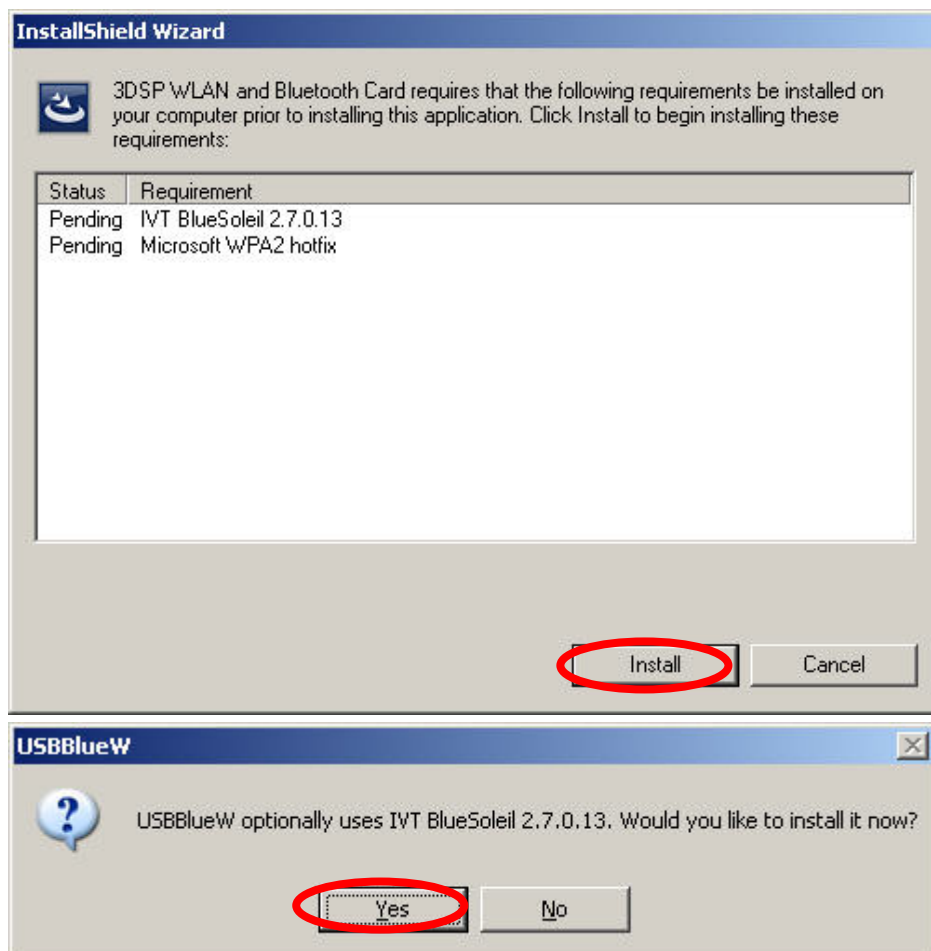 InstallShield Wizard
3DSP WLAN and Bluetooth Card requires that the following requirements be installed on
your computer prior to installing this application. Click Install to begin installing these
requirements:
Status Requirement
Pending IVT BlueSoleil 2.7.0.13
Pending Microsoft WPA2 hotfix
Install Cancel
USBBlueW
USBBlueW optionally uses IVT BlueSoleil 2.7.0.13. Would you like to install it now?
Yes No